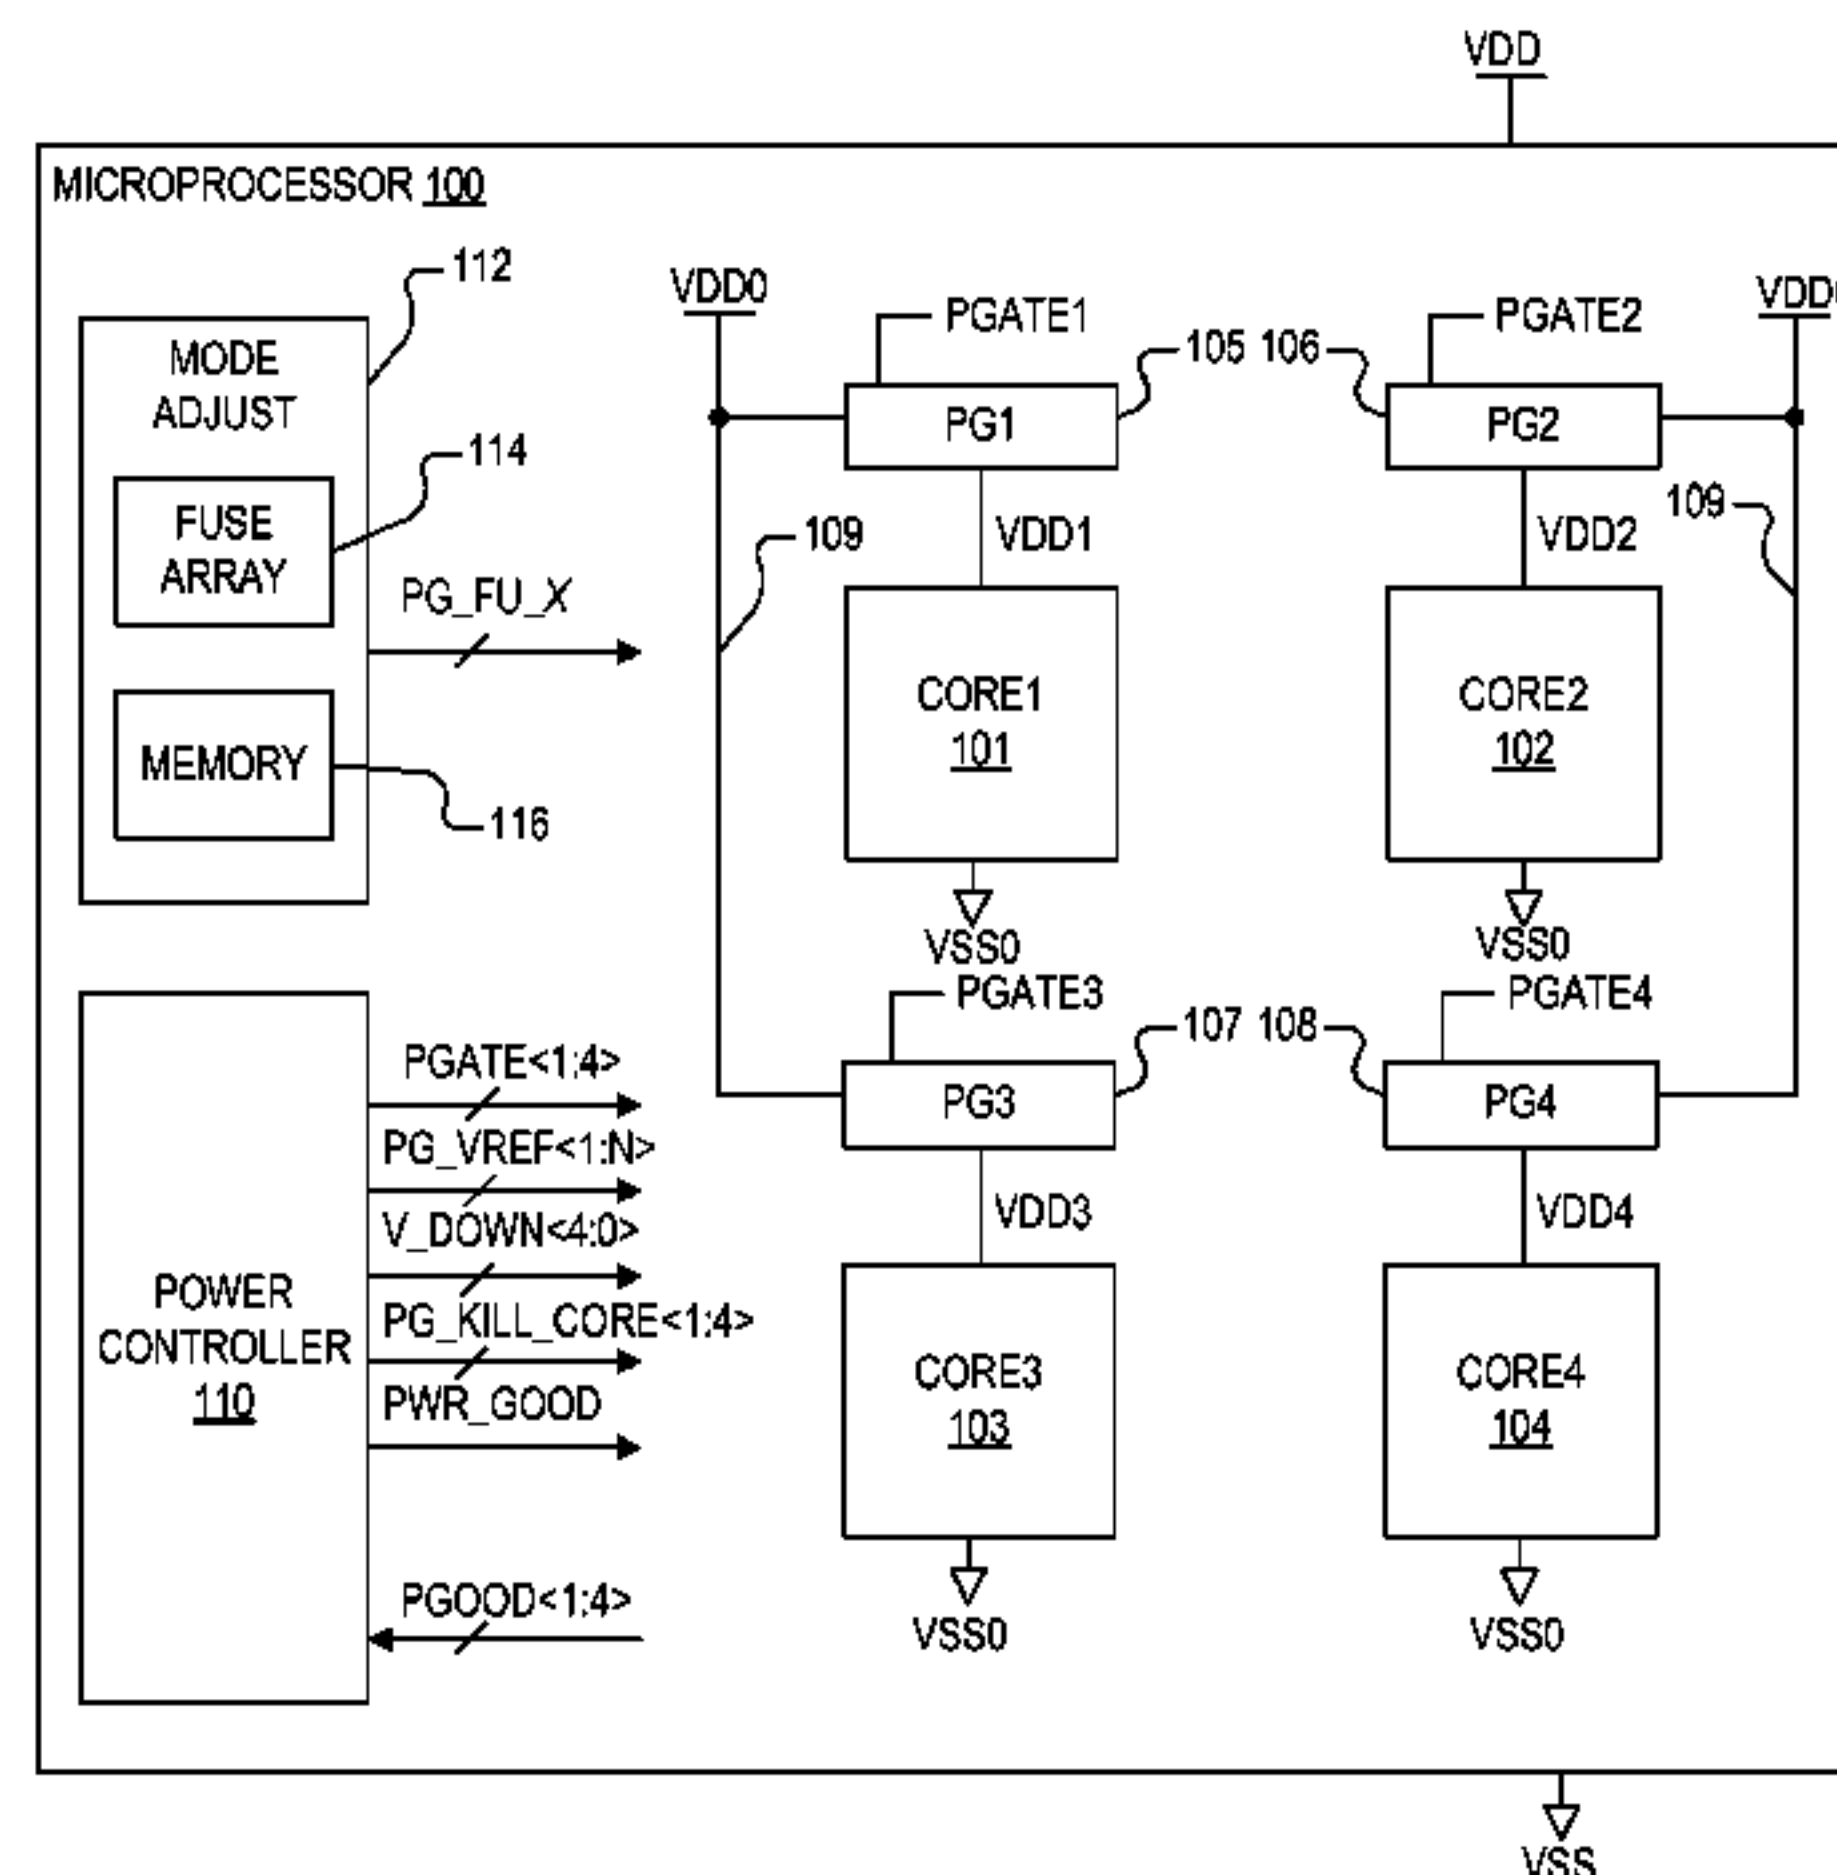 VDD
MICROPROCESSOR 100
112
MODE
ADJUST
114
FUSE
ARRAY
PG_FU_X
MEMORY
116
VDD0
PGATE1
105
106
PGATE2
PG1
PG2
109
109
VDD1
VDD2
CORE1
101
CORE2
102
VSS0
VSS0
PGATE3
107
108
PGATE4
PG3
PG4
VDD3
VDD4
CORE3
103
CORE4
104
VSS0
VSS0
POWER
CONTROLLER
110
PGATE<1:4>
PG_VREF<1:N>
V_DOWN<4:0>
PG_KILL_CORE<1:4>
PWR_GOOD
PGOOD<1:4>
VSS